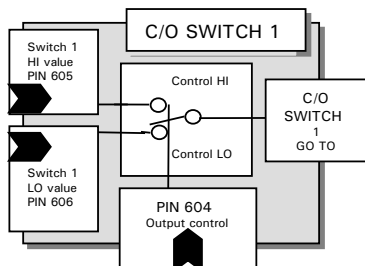 C/O SWITCH 1
Switch 1
HI value
PIN 605
Control HI
C/O
SWITCH
1
GO TO
Control LO
Switch 1
LO value
PIN 606
PIN 604
Output control